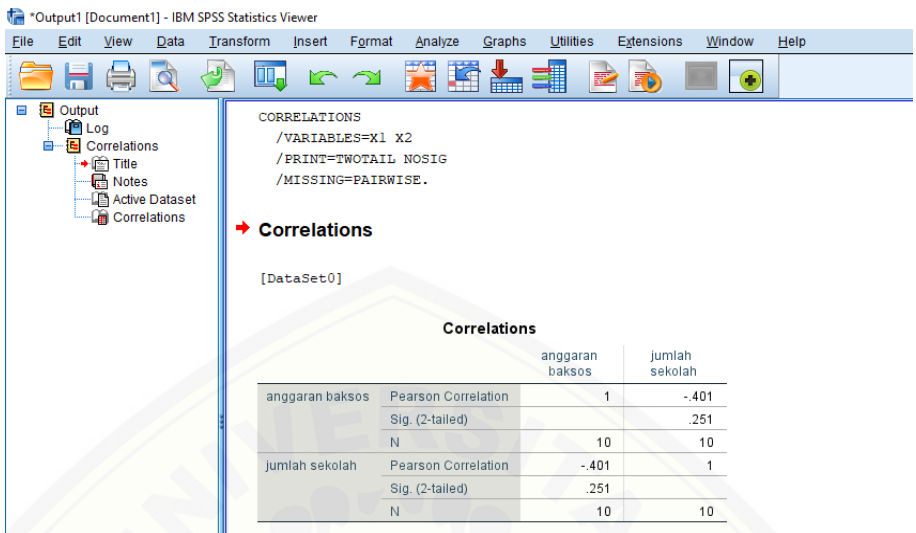 *Output1 [Document1] - IBM SPSS Statistics Viewer
File Edit View Data Transform Insert Format Analyze Graphs Utilities Extensions Window Help
Output
Log
Correlations
Title
Notes
Active Dataset
Correlations
CORRELATIONS
/VARIABLES=X1 X2
/PRINT=TWOTAIL NOSIG
/MISSING=PAIRWISE.
Correlations
[DataSet0]
Correlations
anggaran baksos jumlah sekolah
anggaran baksos Pearson Correlation 1 -.401
Sig. (2-tailed) .251
N 10 10
jumlah sekolah Pearson Correlation -.401 1
Sig. (2-tailed) .251
N 10 10